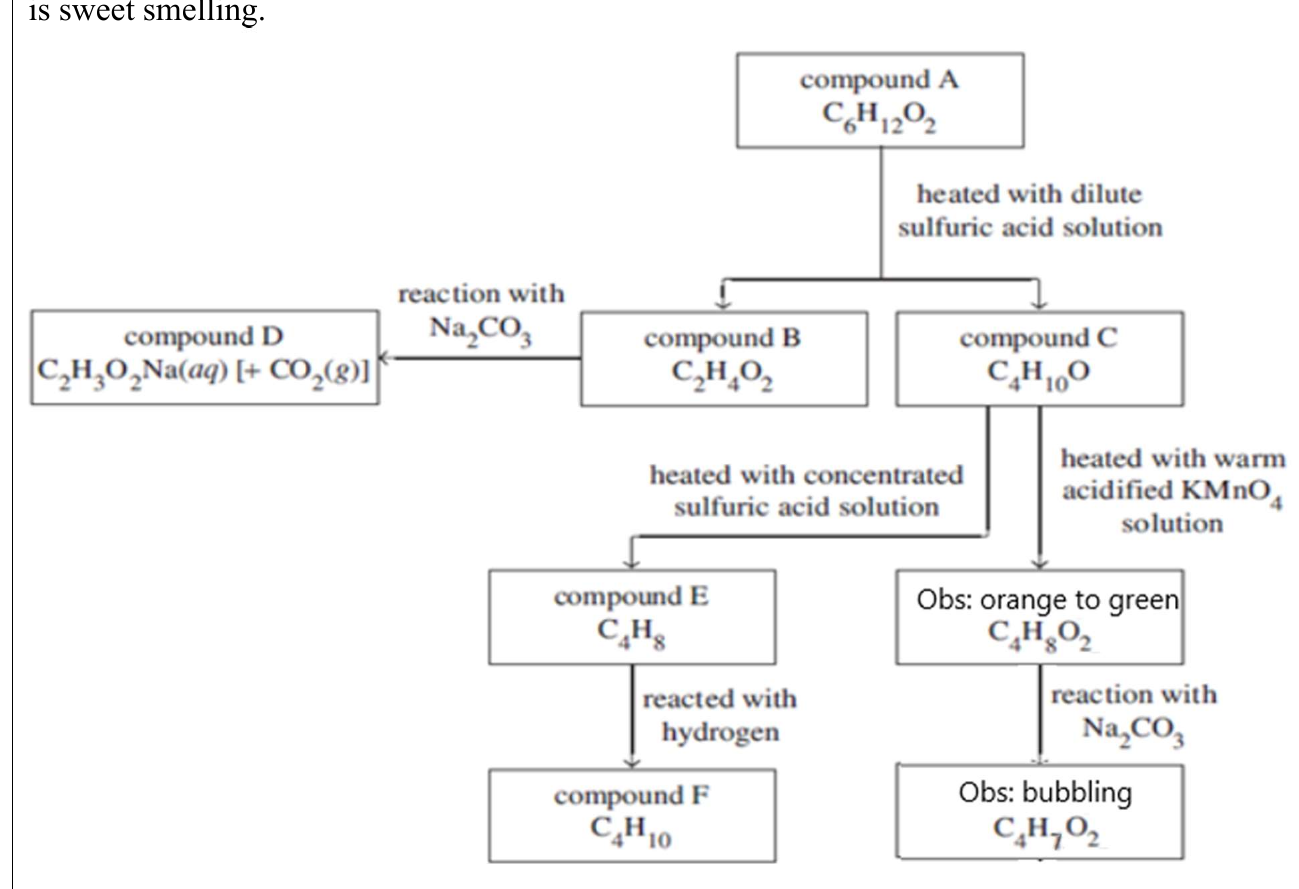 is sweet smelling.
compound A
C₆H₁₂O₂
heated with dilute
sulfuric acid solution
reaction with
Na₂CO₃
compound D
C₂H₃O₂Na(aq) [+ CO₂(g)]
compound B
C₂H₄O₂
compound C
C₄H₁₀O
heated with concentrated
sulfuric acid solution
heated with warm
acidified KMnO₄
solution
compound E
C₄H₈
Obs: orange to green
C₄H₈O₂
reacted with
hydrogen
reaction with
Na₂CO₃
compound F
C₄H₁₀
Obs: bubbling
C₄H₇O₂